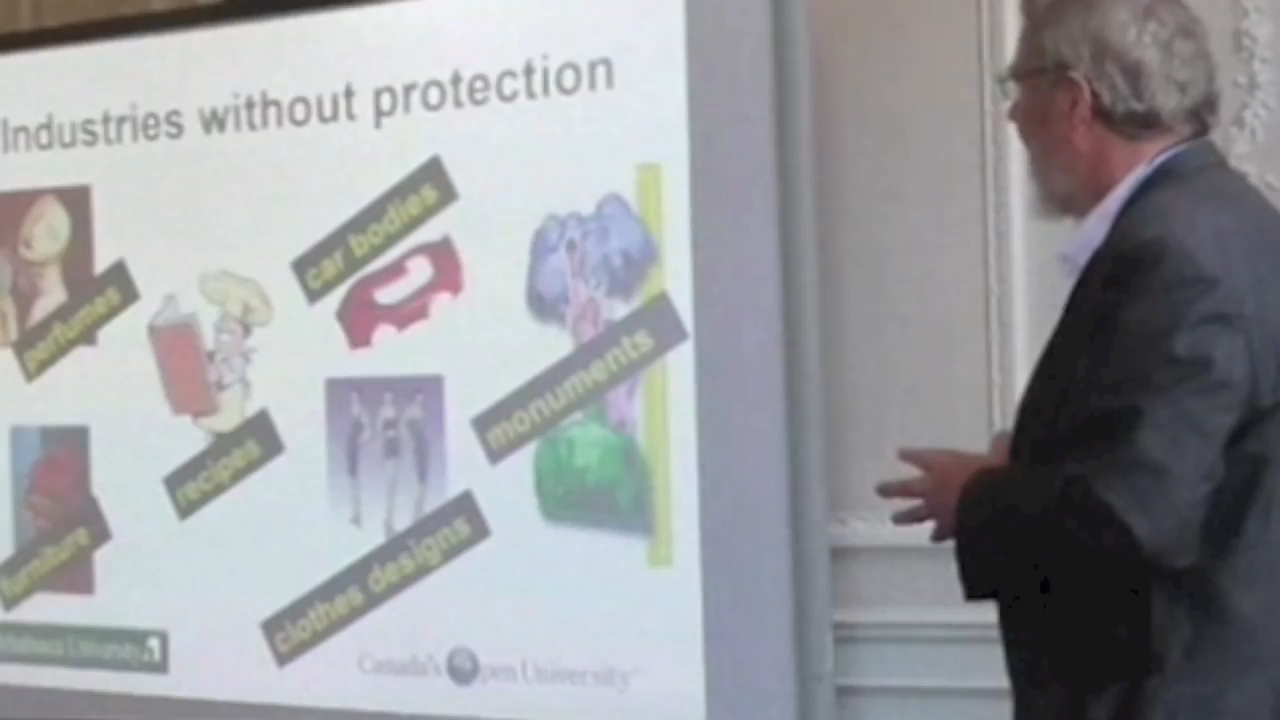 Industries without protection
car bodies
perfumes
monuments
recipes
furniture
clothes designs
Athabasca University
Canada's Open University